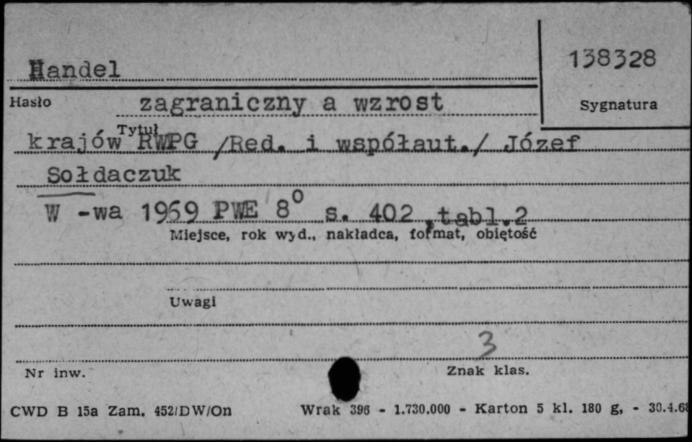 138328
Handel
Hasło
zagraniczny a wzrost
Sygnatura
Tytuł
krajów RWPG /Red. i współaut./ Józef
Sołdaczuk
W -wa 1969 PWE 8⁰ s. 402, tabl.2
Miejsce, rok wyd., nakładca, format, objętość
Uwagi
3
Nr inw.
Znak klas.
CWD B 15a Zam. 452/DW/On
Wrak 396 - 1.730.000 - Karton 5 kl. 180 g, - 30.4.68